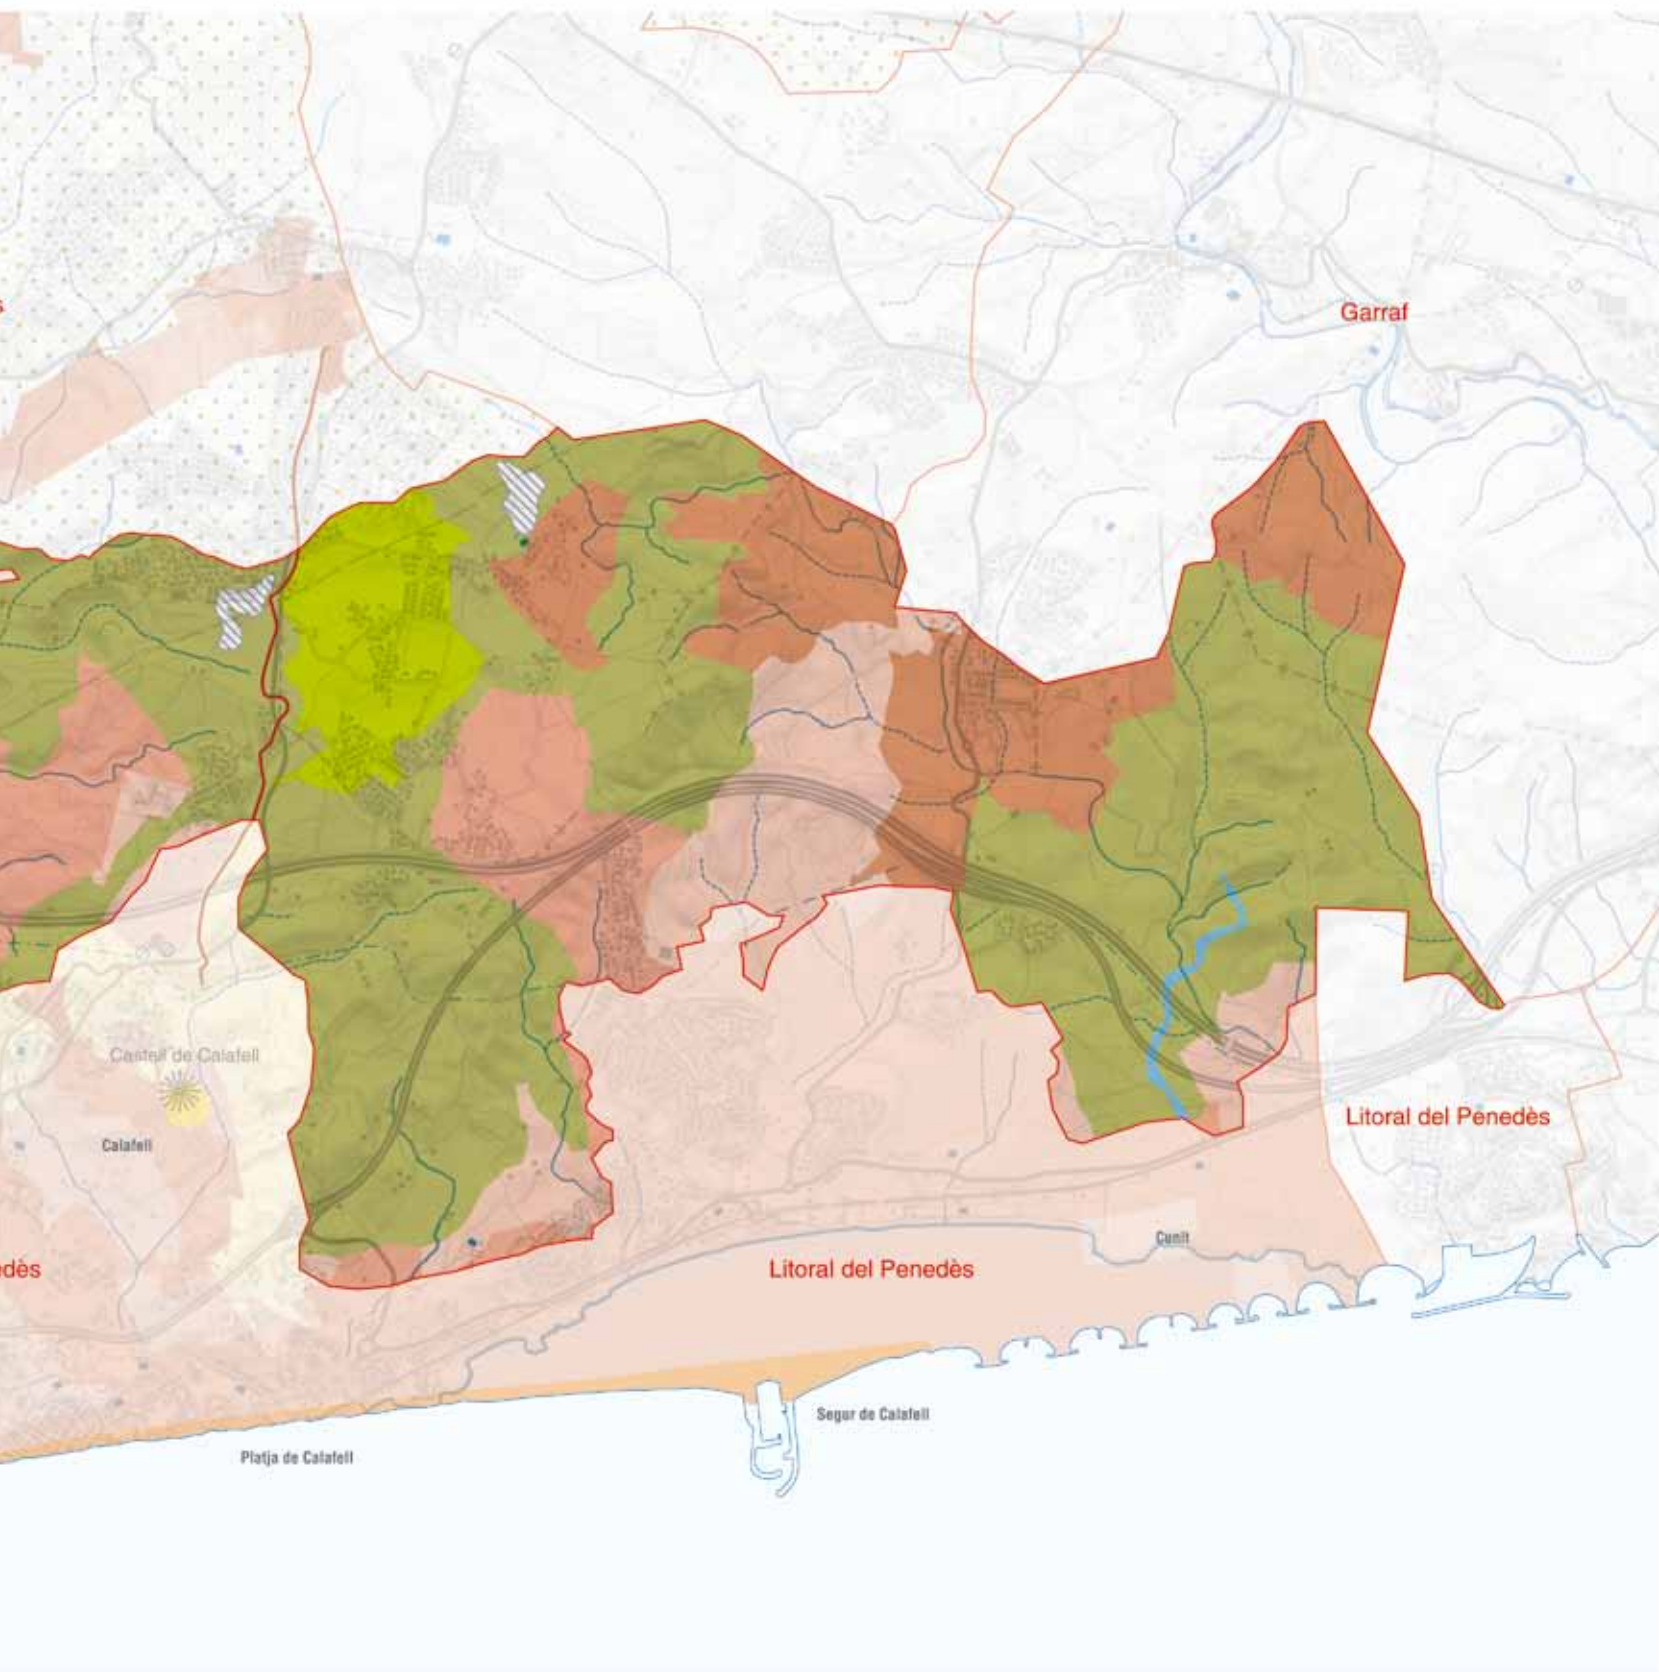 s
Garraf
Castell de Calafell
Calafell
Litoral del Penedès
Cunit
edès
Litoral del Penedès
Segur de Calafell
Platja de Calafell